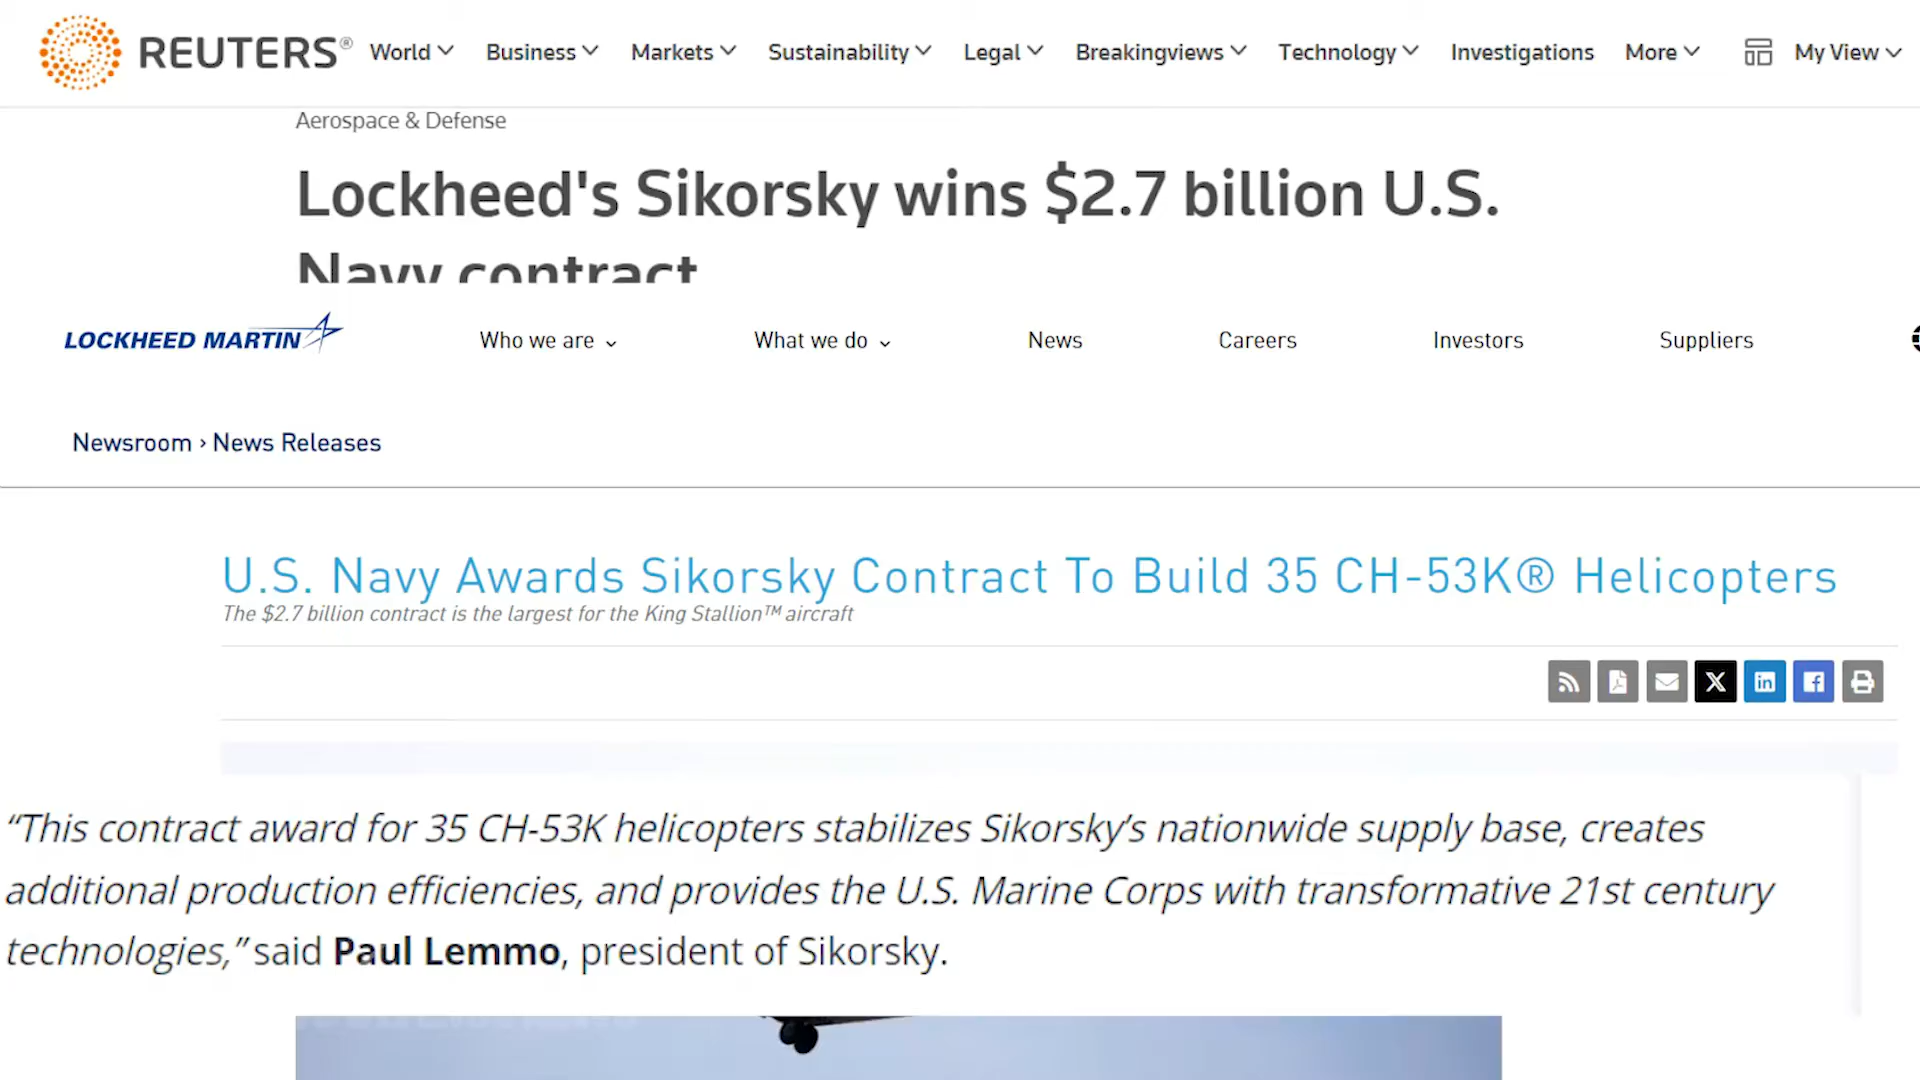 REUTERS® World Business Markets Sustainability Legal Breakingviews Technology Investigations More My View
Aerospace & Defense
Lockheed's Sikorsky wins $2.7 billion U.S.
Navy contract
LOCKHEED MARTIN Who we are What we do News Careers Investors Suppliers
Newsroom › News Releases
U.S. Navy Awards Sikorsky Contract To Build 35 CH-53K® Helicopters
The $2.7 billion contract is the largest for the King Stallion™ aircraft
“This contract award for 35 CH-53K helicopters stabilizes Sikorsky’s nationwide supply base, creates
additional production efficiencies, and provides the U.S. Marine Corps with transformative 21st century
technologies,” said Paul Lemmo, president of Sikorsky.